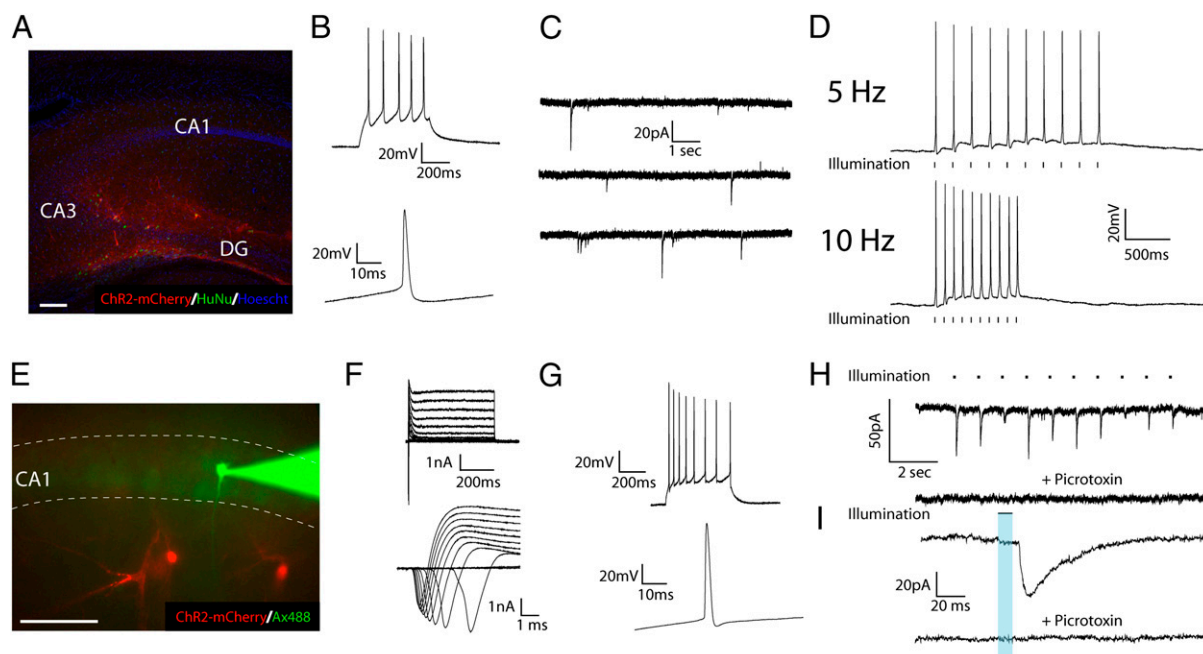 A
CA1
CA3
DG
ChR2-mCherry/HuNu/Hoescht
B
20mV
200ms
20mV
10ms
C
20pA
1 sec
D
5 Hz
Illumination
10 Hz
20mV
500ms
Illumination
E
CA1
ChR2-mCherry/Ax488
F
1nA
200ms
1nA
1 ms
G
20mV
200ms
20mV
10ms
H
Illumination
50pA
2 sec
+ Picrotoxin
I
Illumination
20pA
20 ms
+ Picrotoxin